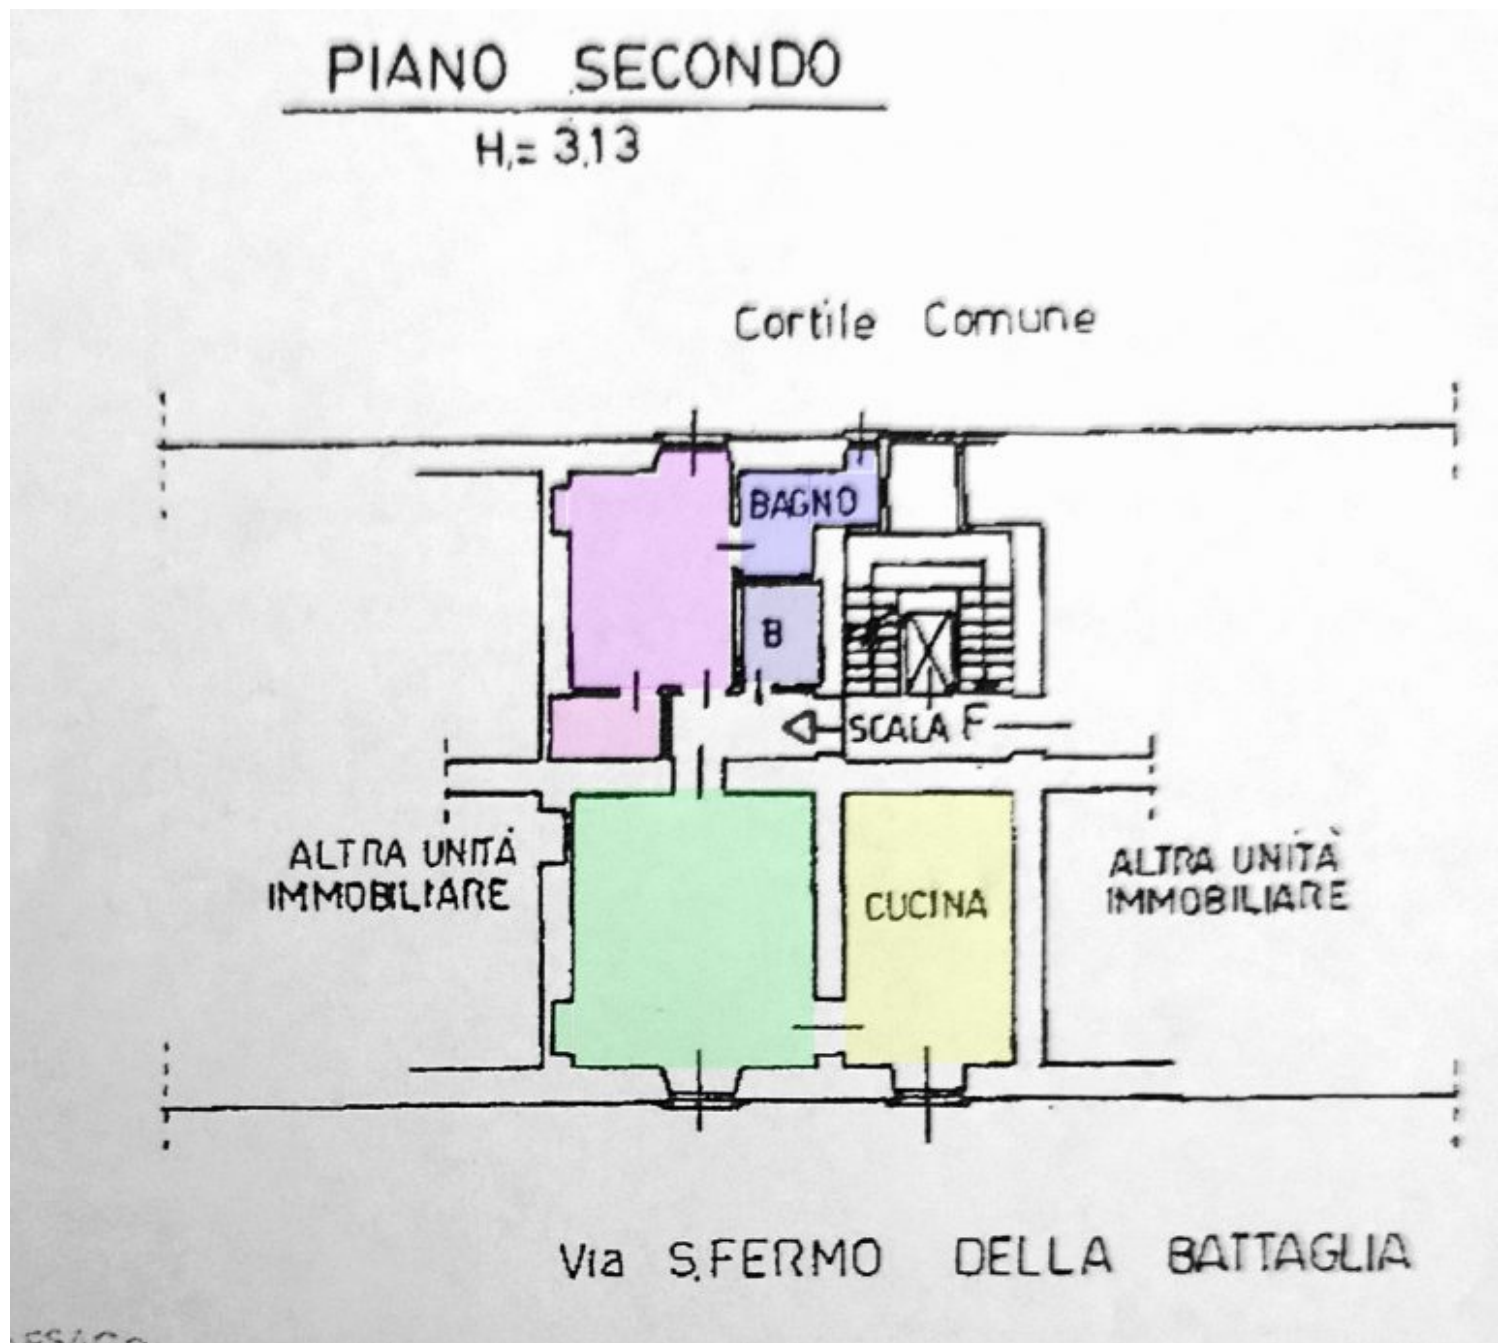 PIANO SECONDO
H.= 3,13
Cortile Comune
BAGNO
B
SCALA F
ALTRA UNITÀ
IMMOBILIARE
CUCINA
ALTRA UNITÀ
IMMOBILIARE
Via S.FERMO DELLA BATTAGLIA